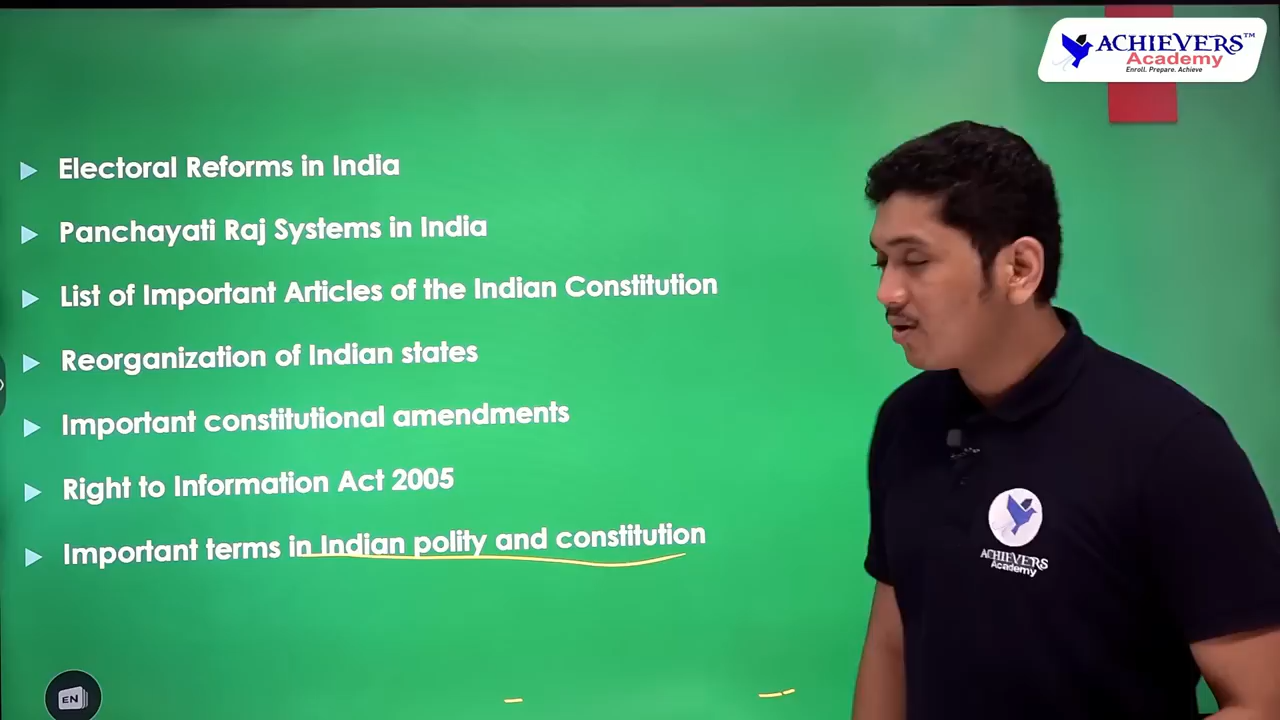 ACHIEVERS™
Academy
Enroll. Prepare. Achieve
Electoral Reforms in India
Panchayati Raj Systems in India
List of Important Articles of the Indian Constitution
Reorganization of Indian states
Important constitutional amendments
Right to Information Act 2005
Important terms in Indian polity and constitution
ACHIEVERS
Academy
EN